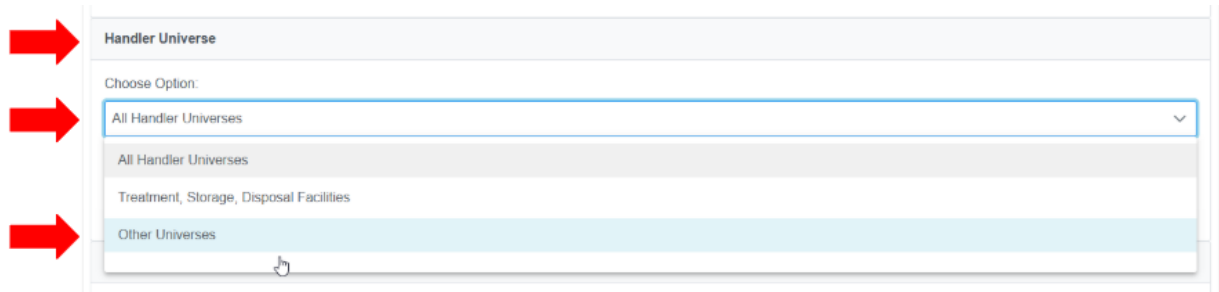 Handler Universe
Choose Option:
All Handler Universes
All Handler Universes
Treatment, Storage, Disposal Facilities
Other Universes